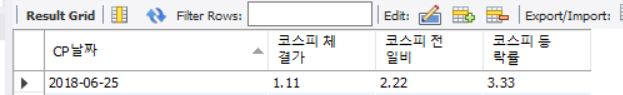 Result Grid Filter Rows: Edit: Export/Import:
CP날짜 코스피 체결가 코스피 전일비 코스피 등락률
2018-06-25 1.11 2.22 3.33